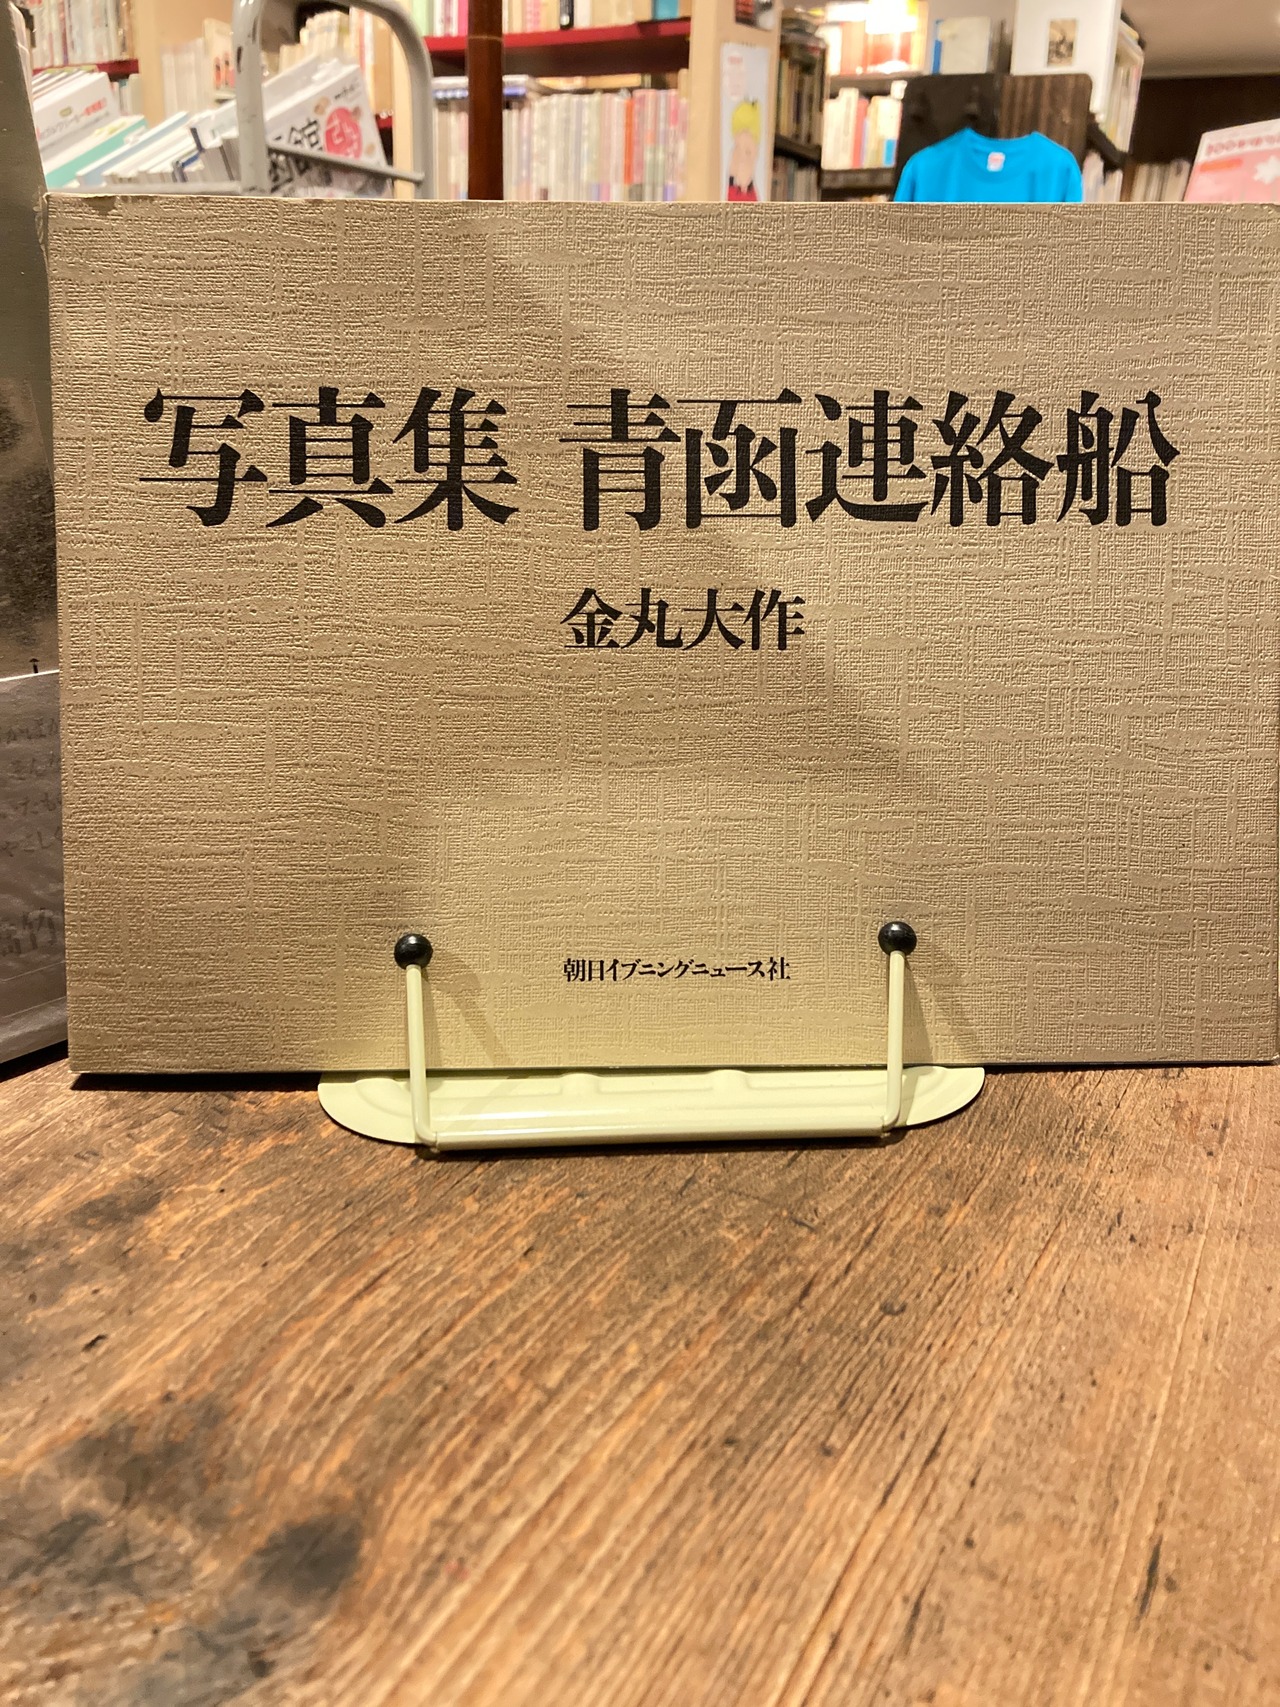 写真集 青函連絡船
金丸大作
朝日イブニングニュース社